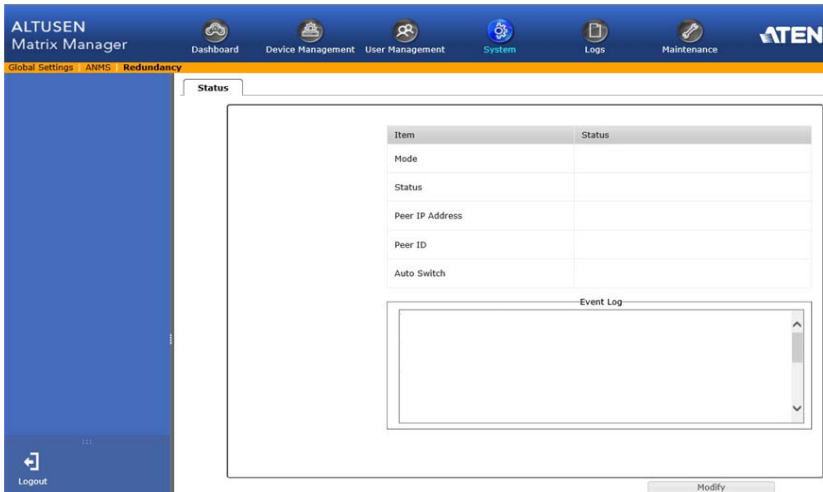 ALTUSEN
Matrix Manager
Dashboard Device Management User Management System Logs Maintenance
ATEN
Global Settings ANMS Redundancy
Status
Item Status
Mode
Status
Peer IP Address
Peer ID
Auto Switch
Event Log
Logout
Modify